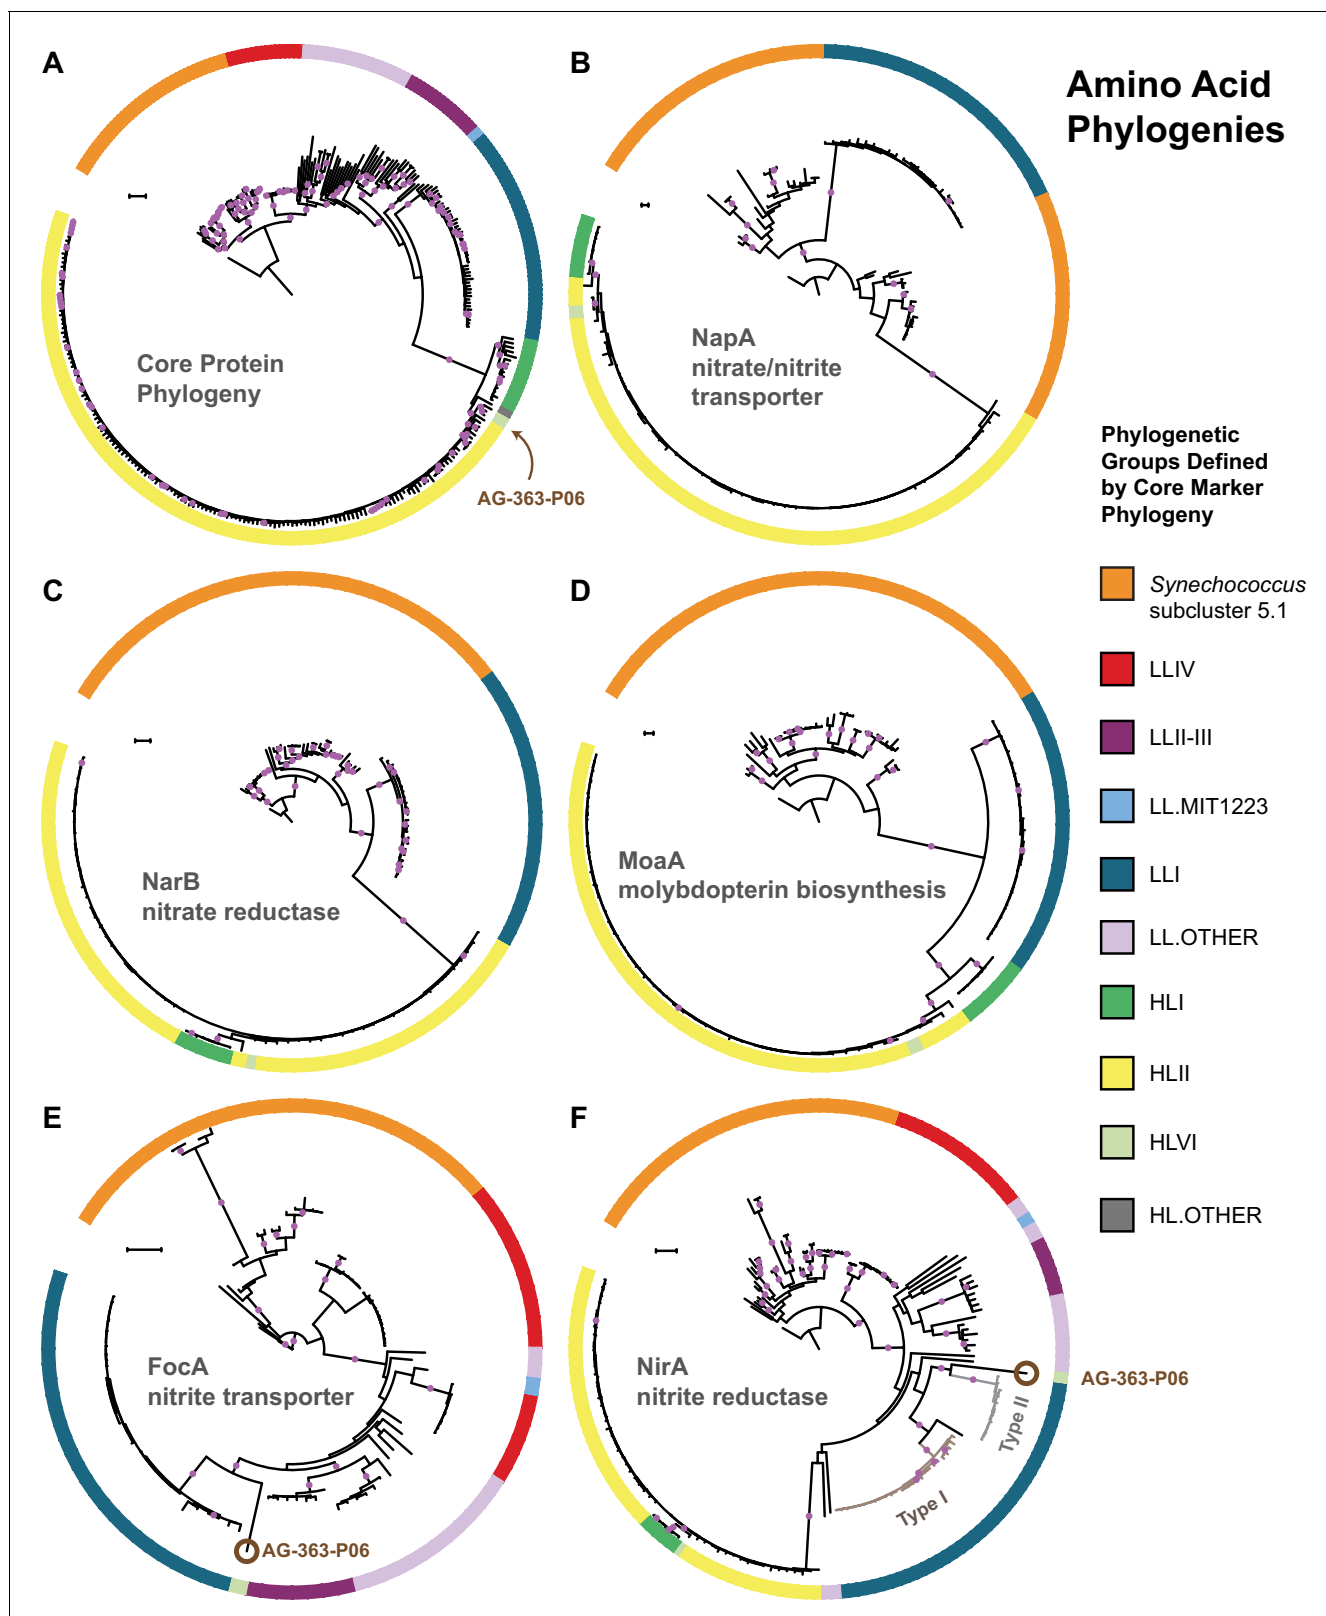 A
B
Amino Acid
Phylogenies
Core Protein
Phylogeny
AG-363-P06
NapA
nitrate/nitrite
transporter
Phylogenetic
Groups Defined
by Core Marker
Phylogeny
Synechococcus
subcluster 5.1
LLIV
LLII-III
LL.MIT1223
LLI
LL.OTHER
HLI
HLII
HLVI
HL.OTHER
C
D
NarB
nitrate reductase
MoaA
molybdopterin biosynthesis
E
F
FocA
nitrite transporter
AG-363-P06
NirA
nitrite reductase
AG-363-P06
Type II
Type I